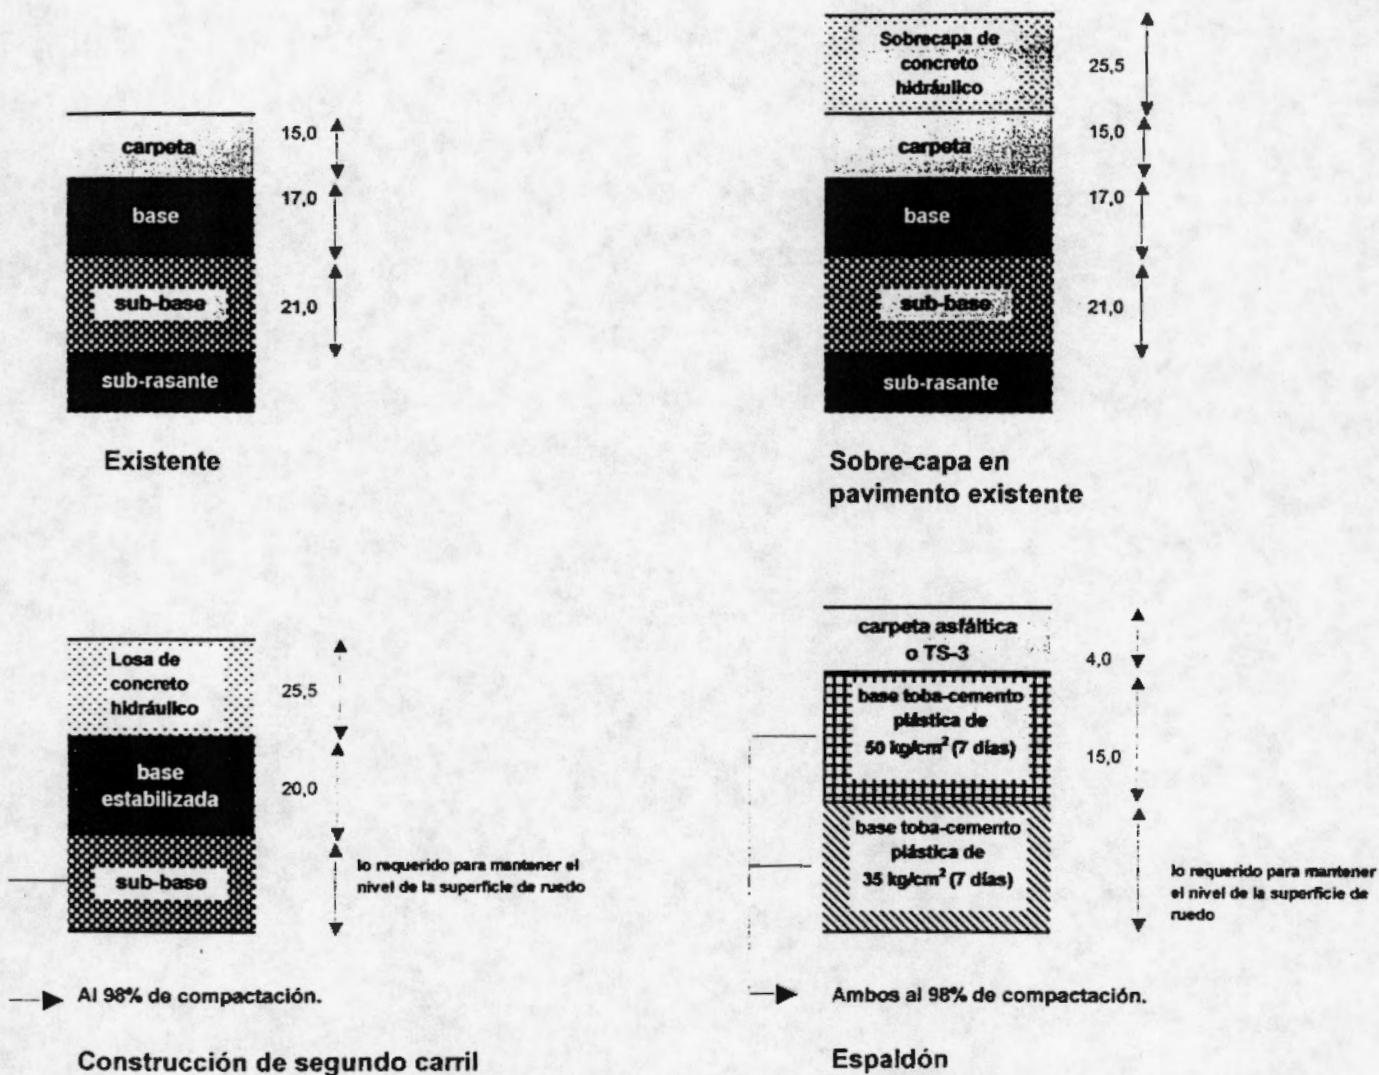 carpeta
15,0
base
17,0
sub-base
21,0
sub-rasante
Existente
Sobrecapa de
concreto
hidráulico
25,5
carpeta
15,0
base
17,0
sub-base
21,0
sub-rasante
Sobre-capa en
pavimento existente
Losa de
concreto
hidráulico
25,5
base
estabilizada
20,0
sub-base
lo requerido para mantener el
nivel de la superficie de ruedo
Al 98% de compactación.
Construcción de segundo carril
carpeta asfáltica
o TS-3
4,0
base toba-cemento
plástica de
50 kg/cm² (7 días)
15,0
base toba-cemento
plástica de
35 kg/cm² (7 días)
lo requerido para mantener
el nivel de la superficie de
ruedo
Ambos al 98% de compactación.
Espaldón